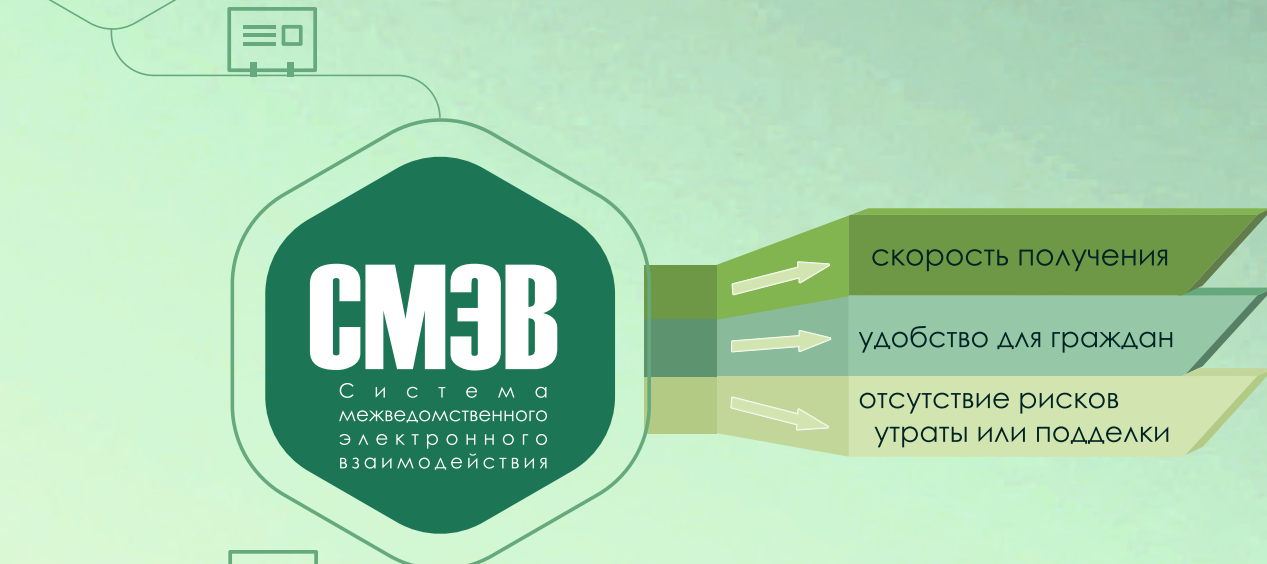 СМЭВ
Система
межведомственного
электронного
взаимодействия
скорость получения
удобство для граждан
отсутствие рисков
утраты или подделки